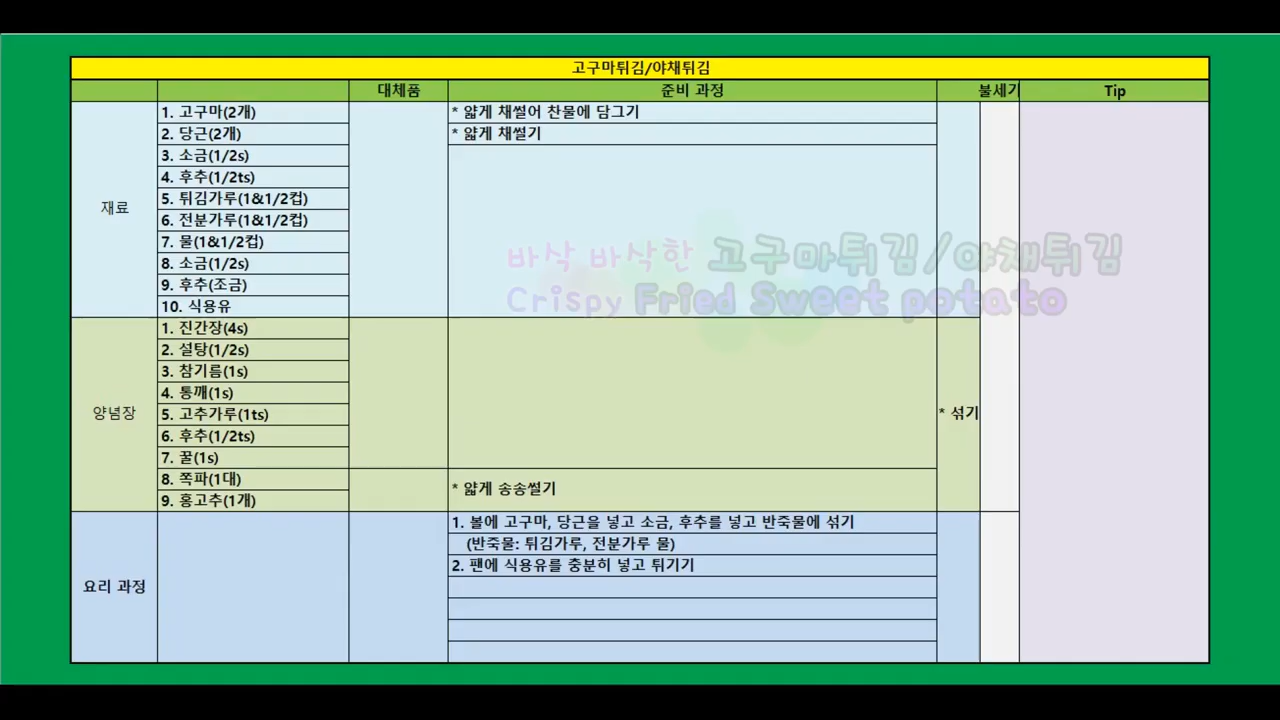 고구마튀김/야채튀김
대체품 준비 과정 불세기 Tip
재료
1. 고구마(2개) * 얇게 채썰어 찬물에 담그기
2. 당근(2개) * 얇게 채썰기
3. 소금(1/2s)
4. 후추(1/2ts)
5. 튀김가루(1&1/2컵)
6. 전분가루(1&1/2컵)
7. 물(1&1/2컵)
8. 소금(1/2s)
9. 후추(조금)
10. 식용유
바삭 바삭한 고구마튀김/야채튀김
Crispy Fried Sweet potato
양념장
1. 진간장(4s)
2. 설탕(1/2s)
3. 참기름(1s)
4. 통깨(1s)
5. 고추가루(1ts)
6. 후추(1/2ts)
7. 꿀(1s)
8. 쪽파(1대)
9. 홍고추(1개)
* 얇게 송송썰기
* 섞기
요리 과정
1. 볼에 고구마, 당근을 넣고 소금, 후추를 넣고 반죽물에 섞기
(반죽물: 튀김가루, 전분가루 물)
2. 팬에 식용유를 충분히 넣고 튀기기